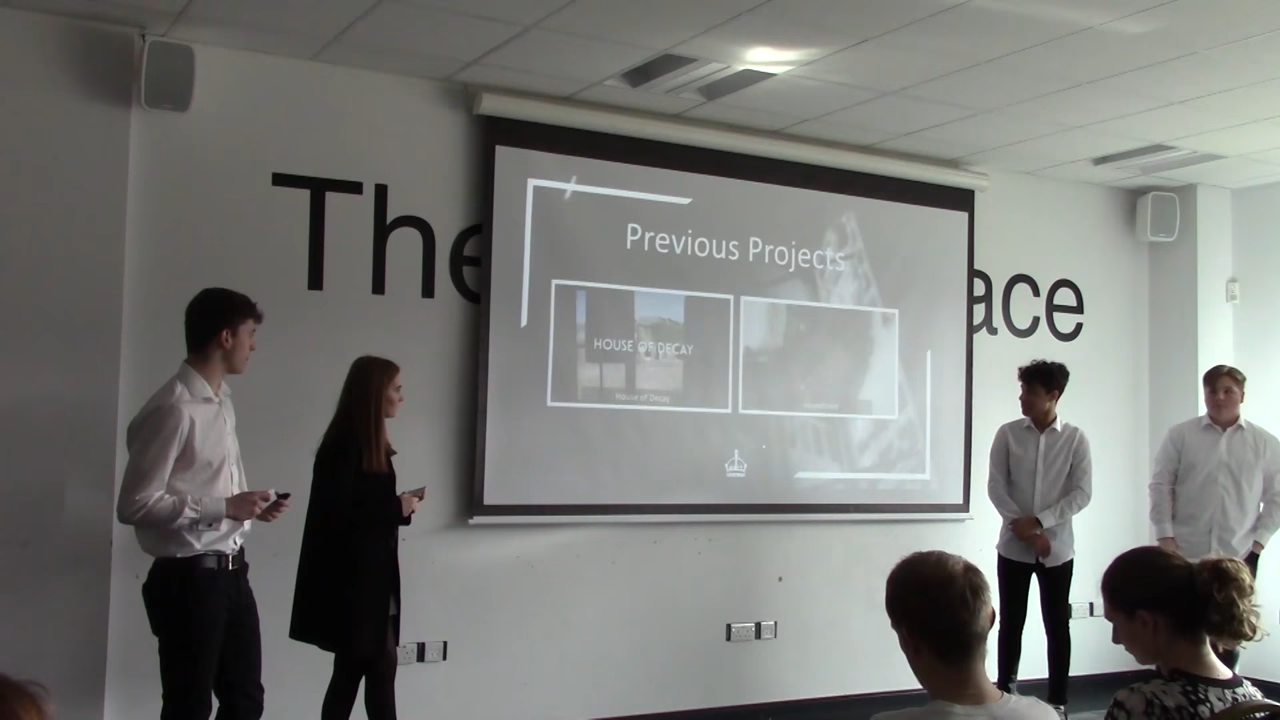 The
ace
Previous Projects
HOUSE OF DECAY
House of Decay